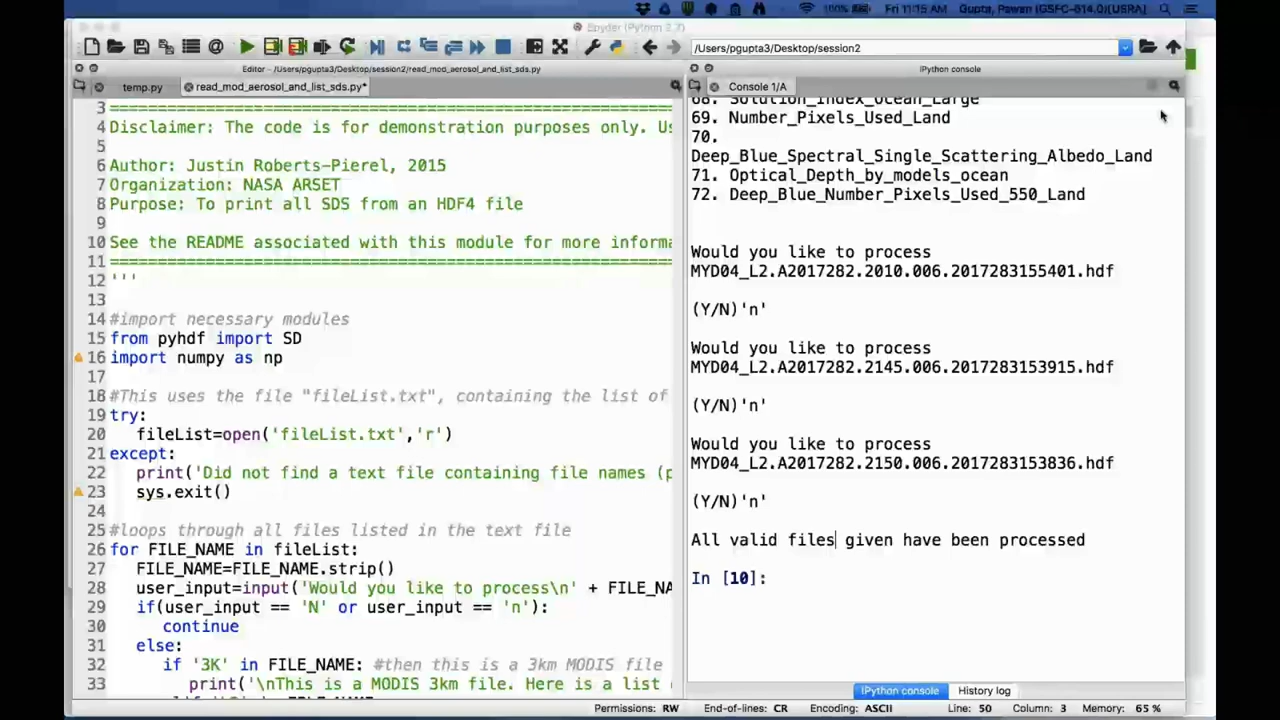 100% Fri 11:15 AM Gupta, Pawan (GSFC-614.0)(USRA)
Spyder (Python 2.7)
/Users/pgupta3/Desktop/session2
Editor - /Users/pgupta3/Desktop/session2/read_mod_aerosol_and_list_sds.py
IPython console
temp.py
read_mod_aerosol_and_list_sds.py*
Console 1/A
3 ==============================
4 Disclaimer: The code is for demonstration purposes only. Us
5
6 Author: Justin Roberts-Pierel, 2015
7 Organization: NASA ARSET
8 Purpose: To print all SDS from an HDF4 file
9
10 See the README associated with this module for more informa
11 ==============================
12 '''
13
14 #import necessary modules
15 from pyhdf import SD
16 import numpy as np
17
18 #This uses the file "fileList.txt", containing the list of
19 try:
20 fileList=open('fileList.txt','r')
21 except:
22 print('Did not find a text file containing file names (p
23 sys.exit()
24
25 #loops through all files listed in the text file
26 for FILE_NAME in fileList:
27 FILE_NAME=FILE_NAME.strip()
28 user_input=input('Would you like to process\n' + FILE_NA
29 if(user_input == 'N' or user_input == 'n'):
30 continue
31 else:
32 if '3K' in FILE_NAME: #then this is a 3km MODIS file
33 print('\nThis is a MODIS 3km file. Here is a list
68. Solution_Index_Ocean_Large
69. Number_Pixels_Used_Land
70.
Deep_Blue_Spectral_Single_Scattering_Albedo_Land
71. Optical_Depth_by_models_ocean
72. Deep_Blue_Number_Pixels_Used_550_Land
Would you like to process
MYD04_L2.A2017282.2010.006.2017283155401.hdf
(Y/N)'n'
Would you like to process
MYD04_L2.A2017282.2145.006.2017283153915.hdf
(Y/N)'n'
Would you like to process
MYD04_L2.A2017282.2150.006.2017283153836.hdf
(Y/N)'n'
All valid files given have been processed
In [10]:
IPython console
History log
Permissions: RW End-of-lines: CR Encoding: ASCII Line: 50 Column: 3 Memory: 65 %